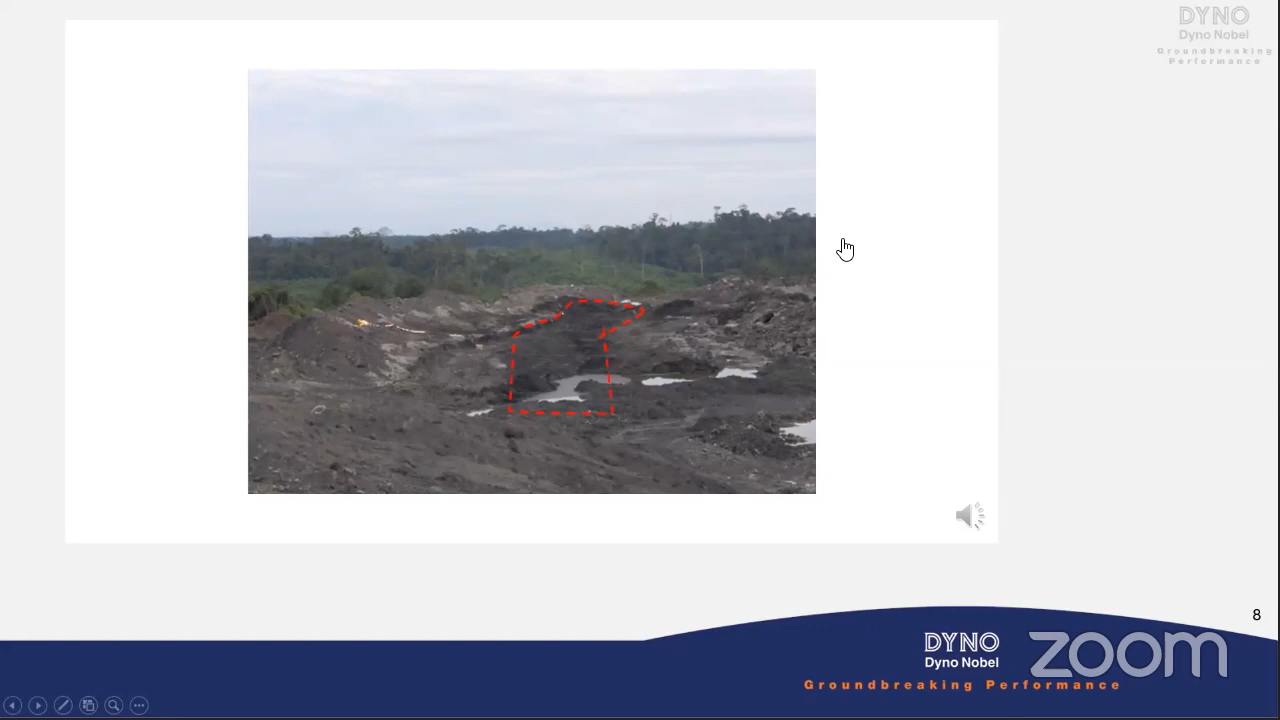 DYNO
Dyno Nobel
Groundbreaking
Performance
8
DYNO
Dyno Nobel
Groundbreaking Performance
zoom